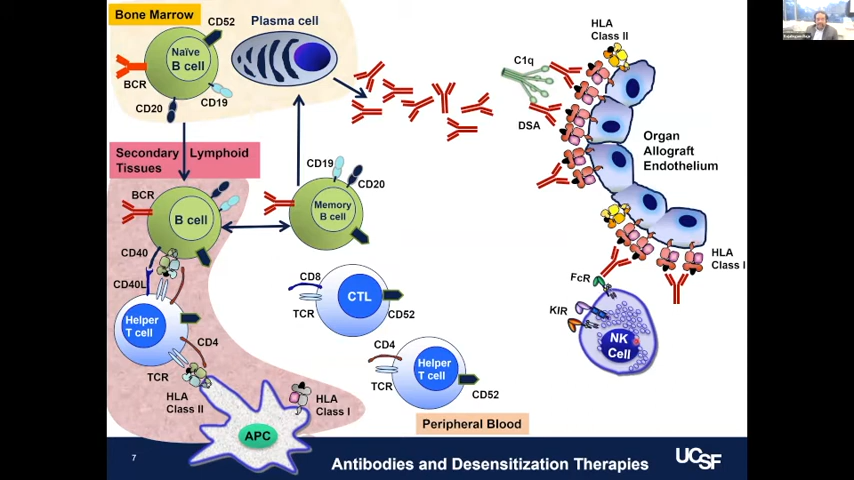 Bone Marrow
CD52
Plasma cell
Naïve
B cell
BCR
CD19
CD20
C1q
DSA
HLA
Class II
Organ
Allograft
Endothelium
Secondary Lymphoid
Tissues
BCR
B cell
CD19
CD20
Memory
B cell
CD40
CD40L
Helper
T cell
CD4
TCR
HLA
Class II
APC
HLA
Class I
CD8
CTL
TCR
CD52
CD4
Helper
T cell
TCR
CD52
HLA
Class I
FcR
KIR
NK
Cell
Peripheral Blood
7
Antibodies and Desensitization Therapies
UCSF